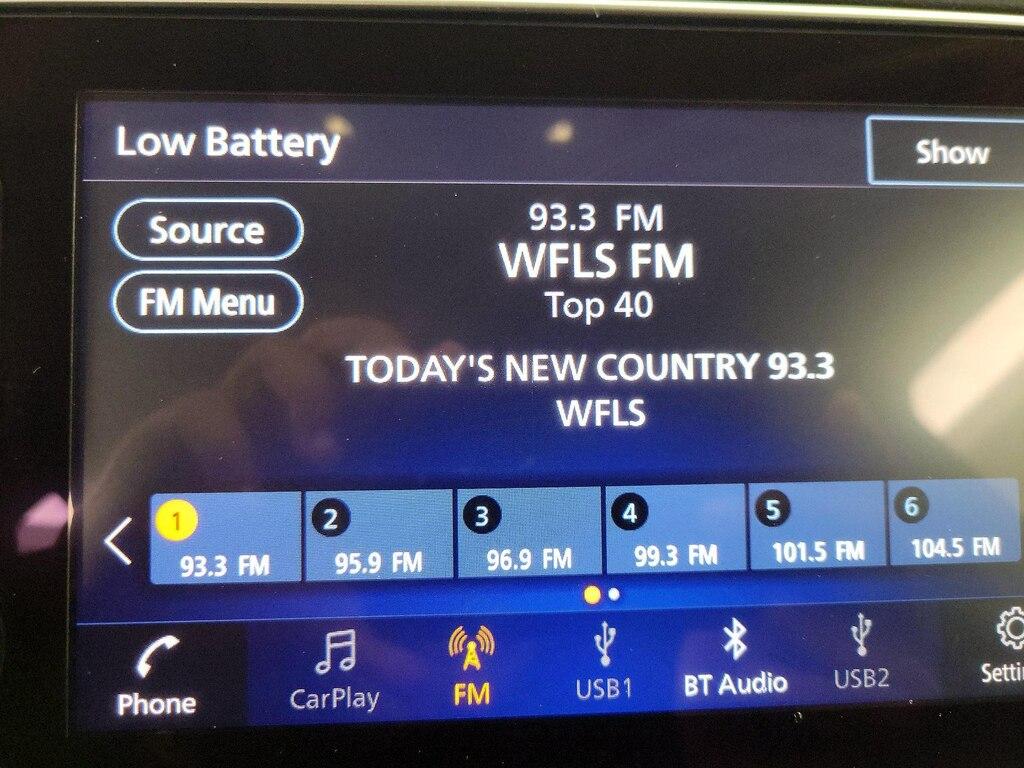 Low Battery
Show
Source
93.3 FM
FM Menu
WFLS FM
Top 40
TODAY'S NEW COUNTRY 93.3
WFLS
1 2 3 4 5 6
93.3 FM 95.9 FM 96.9 FM 99.3 FM 101.5 FM 104.5 FM
Phone CarPlay FM USB1 BT Audio USB2 Settin